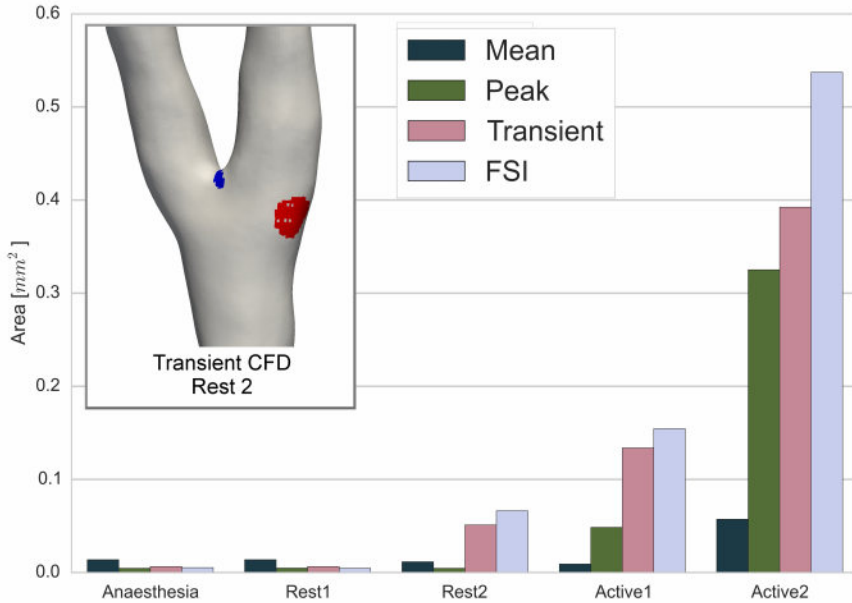 0.6
0.5
0.4
0.3
0.2
0.1
0.0
Area [mm²]
Transient CFD
Rest 2
Mean
Peak
Transient
FSI
Anaesthesia
Rest1
Rest2
Active1
Active2